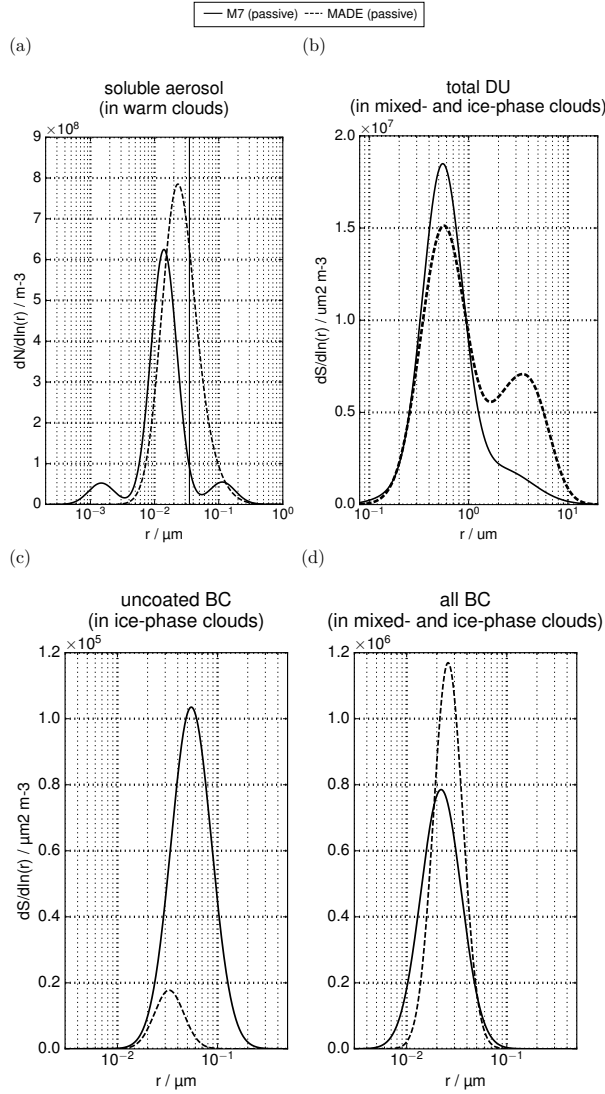 M7 (passive) MADE (passive)
(a)
soluble aerosol
(in warm clouds)
×10⁸
9
8
7
6
5
4
3
2
1
0
dN/dln(r) / m-3
10⁻³ 10⁻² 10⁻¹ 10⁰
r / µm
(b)
total DU
(in mixed- and ice-phase clouds)
×10⁷
2.0
1.5
1.0
0.5
0.0
dS/dln(r) / um2 m-3
10⁻¹ 10⁰ 10¹
r / um
(c)
uncoated BC
(in ice-phase clouds)
×10⁵
1.2
1.0
0.8
0.6
0.4
0.2
0.0
dS/dln(r) / µm2 m-3
10⁻² 10⁻¹
r / µm
(d)
all BC
(in mixed- and ice-phase clouds)
×10⁶
1.2
1.0
0.8
0.6
0.4
0.2
0.0
10⁻² 10⁻¹
r / µm